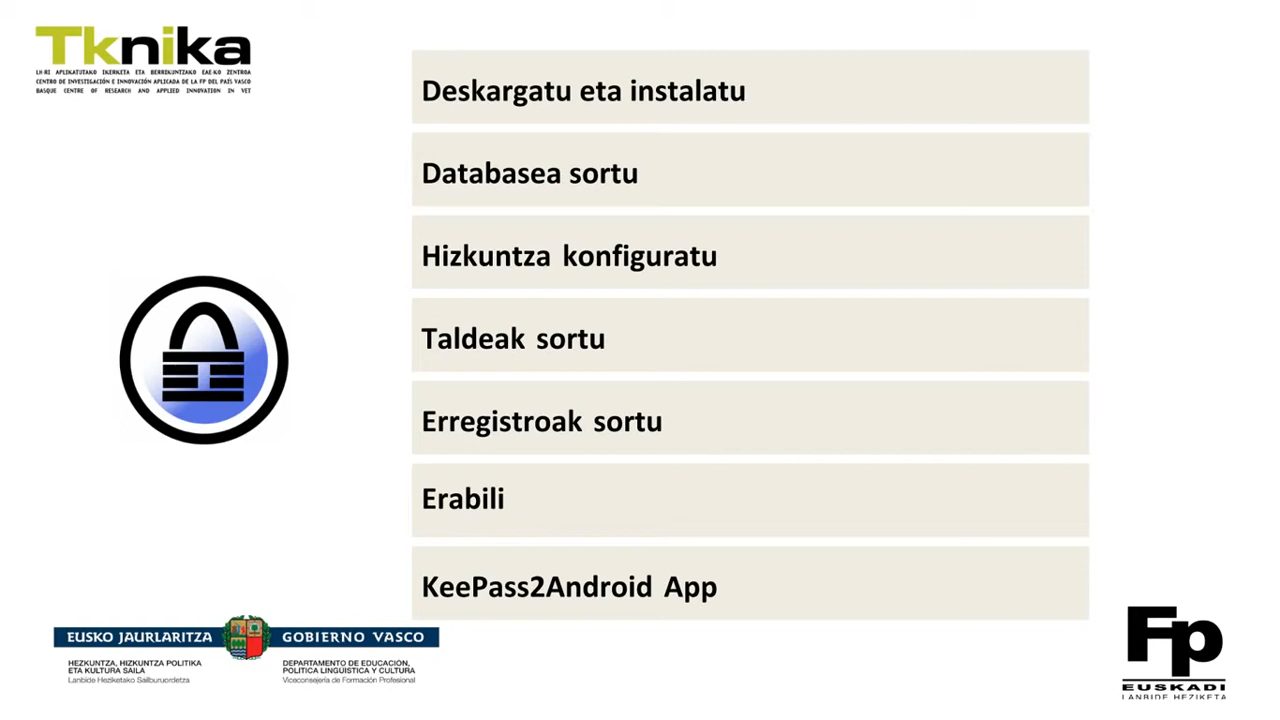 Tknika
LH-RI APLIKATUTAKO IKERKETA ETA BERRIKUNTZAKO EAEKO ZENTROA
CENTRO DE INVESTIGACIÓN E INNOVACIÓN APLICADA DE LA FP DEL PAÍS VASCO
BASQUE CENTRE OF RESEARCH AND APPLIED INNOVATION IN VET
Deskargatu eta instalatu
Databasea sortu
Hizkuntza konfiguratu
Taldeak sortu
Erregistroak sortu
Erabili
KeePass2Android App
EUSKO JAURLARITZA
GOBIERNO VASCO
HEZKUNTZA, HIZKUNTZA POLITIKA
ETA KULTURA SAILA
Lanbide Heziketako Sailburuordetza
DEPARTAMENTO DE EDUCACIÓN,
POLÍTICA LINGÜÍSTICA Y CULTURA
Viceconsejería de Formación Profesional
Fp
EUSKADI
LANBIDE HEZIKETA